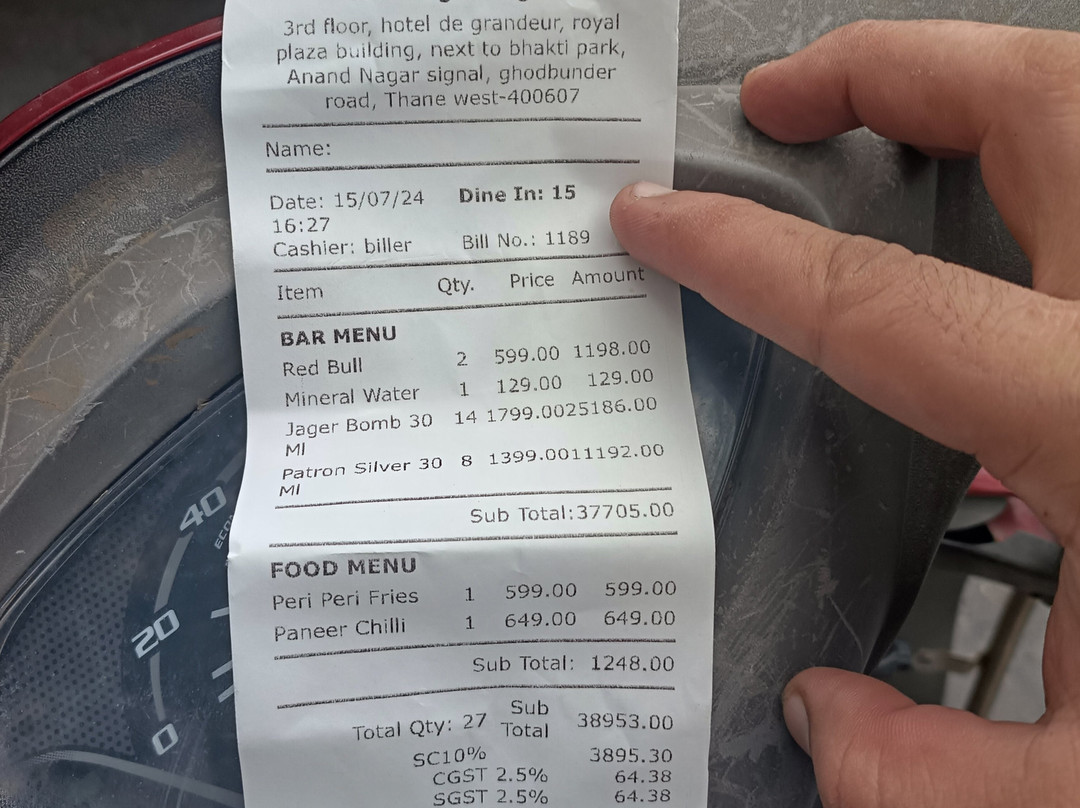 3rd floor, hotel de grandeur, royal
plaza building, next to bhakti park,
Anand Nagar signal, ghodbunder
road, Thane west-400607
Name:
Date: 15/07/24 Dine In: 15
16:27
Cashier: biller Bill No.: 1189
Item Qty. Price Amount
BAR MENU
Red Bull 2 599.00 1198.00
Mineral Water 1 129.00 129.00
Jager Bomb 30 14 1799.0025186.00
Ml
Patron Silver 30 8 1399.0011192.00
Ml
Sub Total:37705.00
FOOD MENU
Peri Peri Fries 1 599.00 599.00
Paneer Chilli 1 649.00 649.00
Sub Total: 1248.00
Total Qty: 27 Sub Total 38953.00
SC10% 3895.30
CGST 2.5% 64.38
SGST 2.5% 64.38
40
20
0